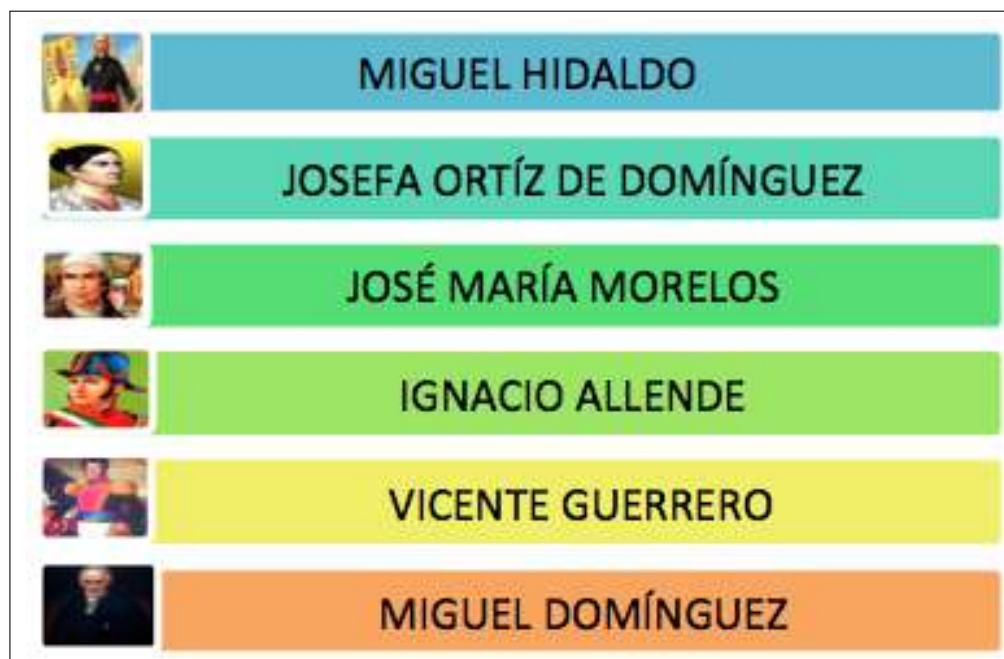 MIGUEL HIDALDO
JOSEFA ORTÍZ DE DOMÍNGUEZ
JOSÉ MARÍA MORELOS
IGNACIO ALLENDE
VICENTE GUERRERO
MIGUEL DOMÍNGUEZ